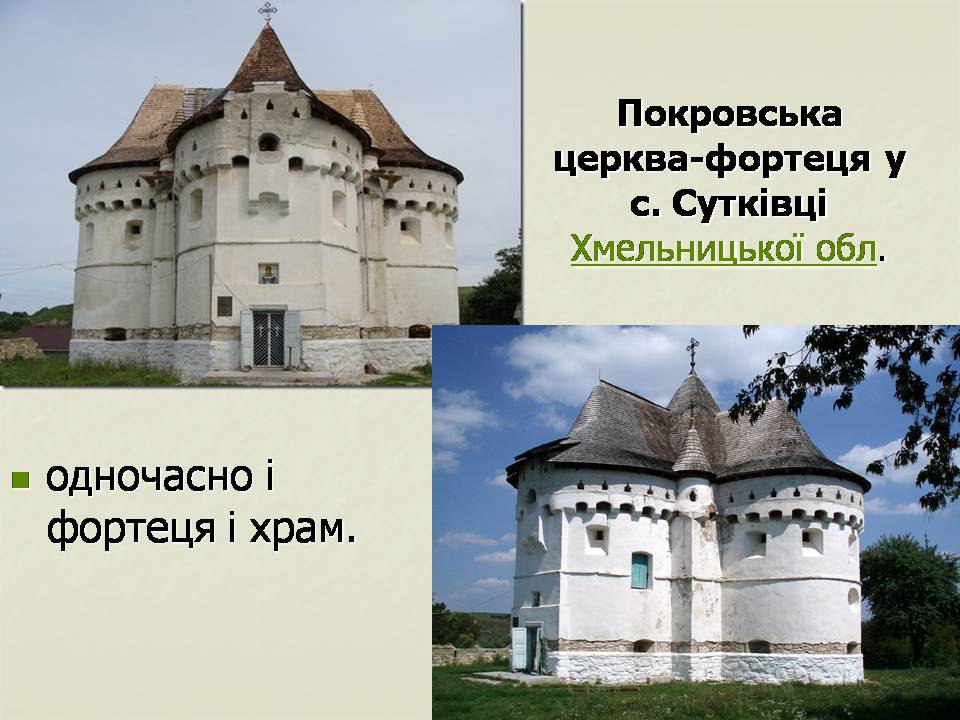 Покровська
церква-фортеця у
с. Сутківці
Хмельницької обл.
одночасно і
фортеця і храм.